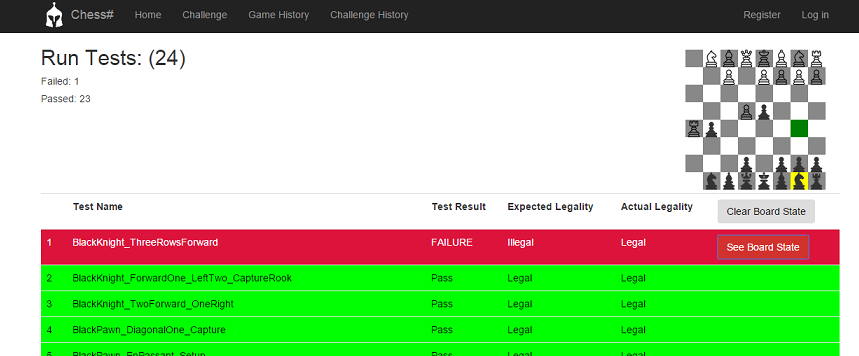 Chess# Home Challenge Game History Challenge History Register Log in
Run Tests: (24)
Failed: 1
Passed: 23
Test Name Test Result Expected Legality Actual Legality Clear Board State
1 BlackKnight_ThreeRowsForward FAILURE Illegal Legal See Board State
2 BlackKnight_ForwardOne_LeftTwo_CaptureRook Pass Legal Legal
3 BlackKnight_TwoForward_OneRight Pass Legal Legal
4 BlackPawn_DiagonalOne_Capture Pass Legal Legal
5 BlackPawn_EnPassant_Setup Pass Legal Legal